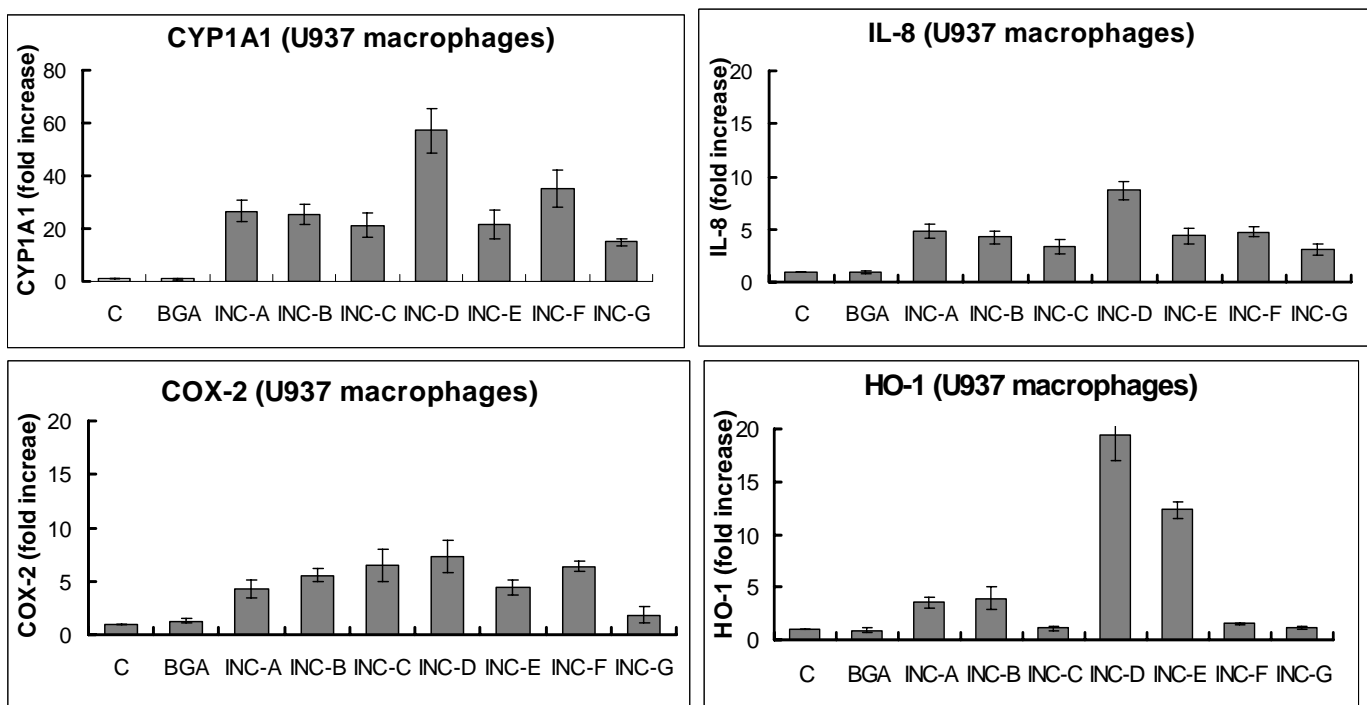 CYP1A1 (U937 macrophages)
CYP1A1 (fold increase)
80
60
40
20
0
C BGA INC-A INC-B INC-C INC-D INC-E INC-F INC-G
IL-8 (U937 macrophages)
IL-8 (fold increase)
20
15
10
5
0
C BGA INC-A INC-B INC-C INC-D INC-E INC-F INC-G
COX-2 (U937 macrophages)
COX-2 (fold increae)
20
15
10
5
0
C BGA INC-A INC-B INC-C INC-D INC-E INC-F INC-G
HO-1 (U937 macrophages)
HO-1 (fold increase)
20
15
10
5
0
C BGA INC-A INC-B INC-C INC-D INC-E INC-F INC-G